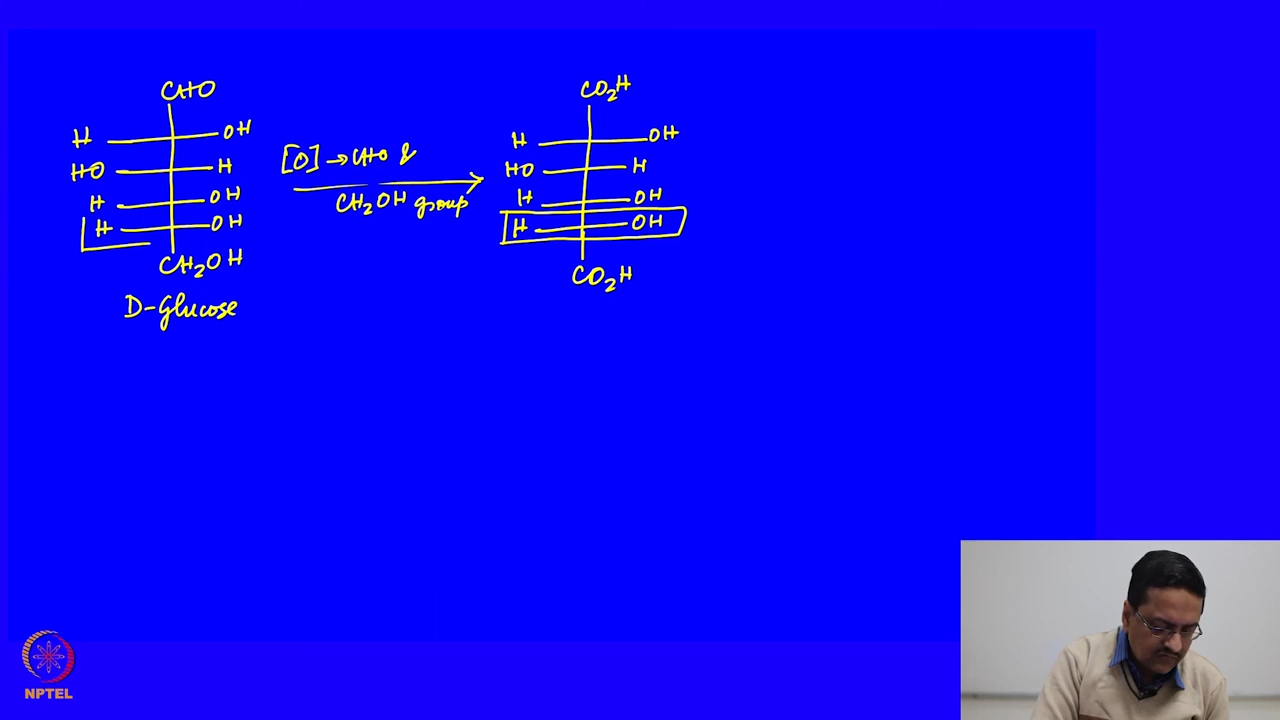 CHO
H OH
HO H
H OH
H OH
CH₂OH
D-Glucose
[O] → CHO &
CH₂OH group
CO₂H
H OH
HO H
H OH
H OH
CO₂H
NPTEL